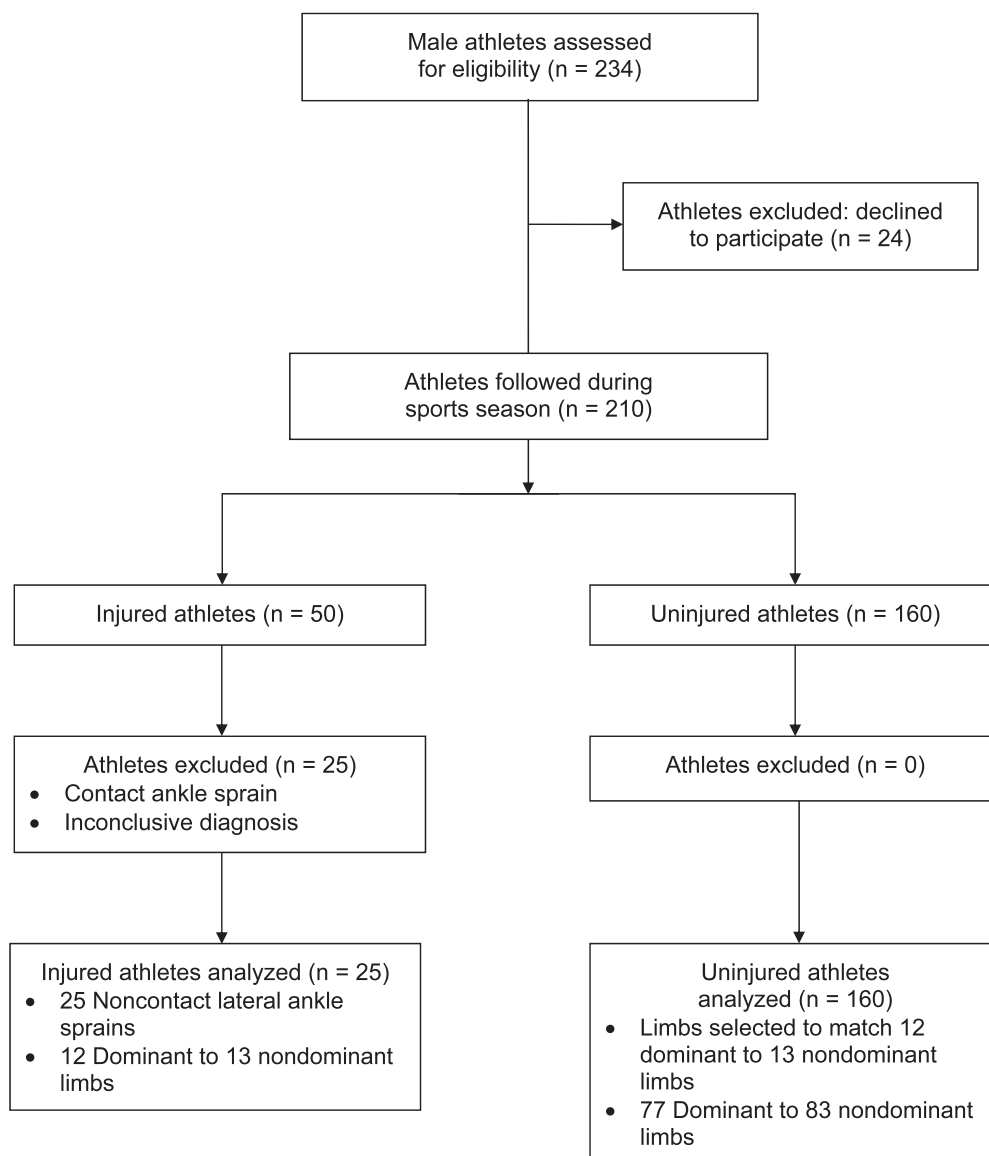 Male athletes assessed
for eligibility (n = 234)
Athletes excluded: declined
to participate (n = 24)
Athletes followed during
sports season (n = 210)
Injured athletes (n = 50)
Uninjured athletes (n = 160)
Athletes excluded (n = 25)
• Contact ankle sprain
• Inconclusive diagnosis
Athletes excluded (n = 0)
Injured athletes analyzed (n = 25)
• 25 Noncontact lateral ankle
sprains
• 12 Dominant to 13 nondominant
limbs
Uninjured athletes
analyzed (n = 160)
• Limbs selected to match 12
dominant to 13 nondominant
limbs
• 77 Dominant to 83 nondominant
limbs